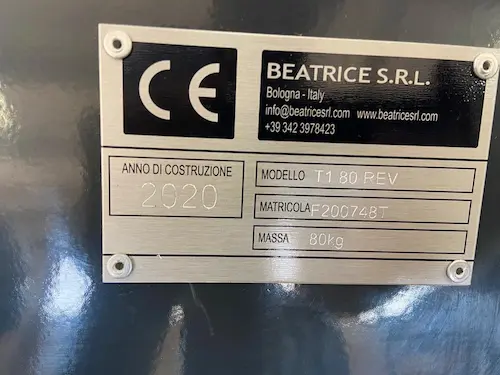 CE
BEATRICE S.R.L.
Bologna - Italy
info@beatricesrl.com www.beatricesrl.com
+39 342 3978423
ANNO DI COSTRUZIONE
2020
MODELLO T1 80 REV
MATRICOLA F200748T
MASSA 80kg